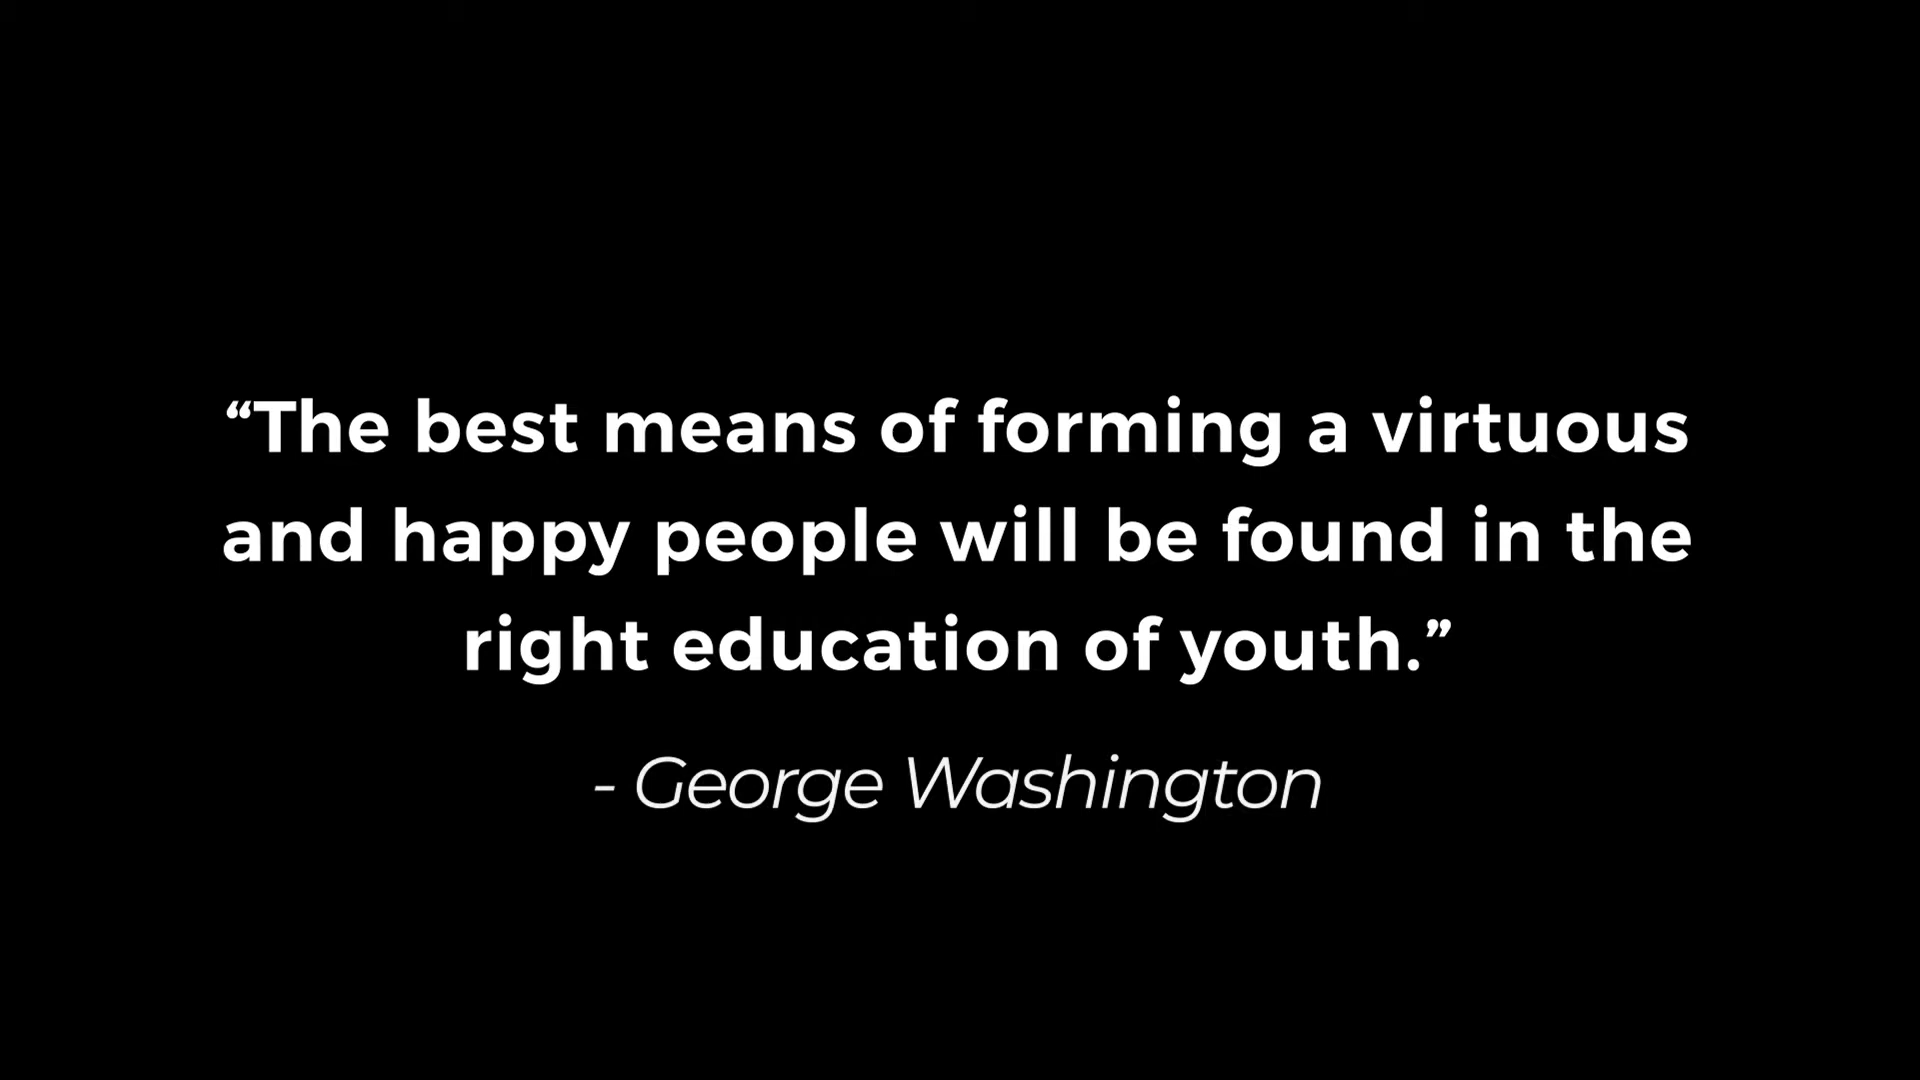 “The best means of forming a virtuous
and happy people will be found in the
right education of youth.”
- George Washington